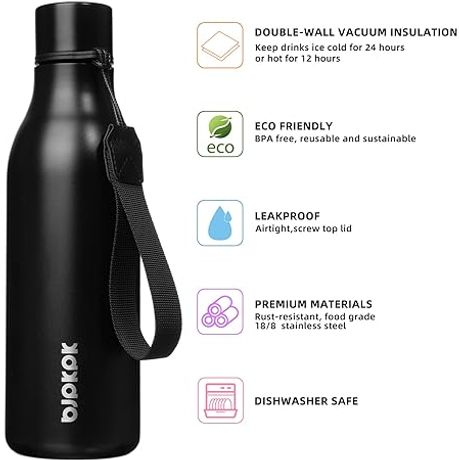 DOUBLE-WALL VACUUM INSULATION
Keep drinks ice cold for 24 hours
or hot for 12 hours
eco
ECO FRIENDLY
BPA free, reusable and sustainable
LEAKPROOF
Airtight,screw top lid
PREMIUM MATERIALS
Rust-resistant, food grade
18/8 stainless steel
DISHWASHER SAFE
bjpkpk